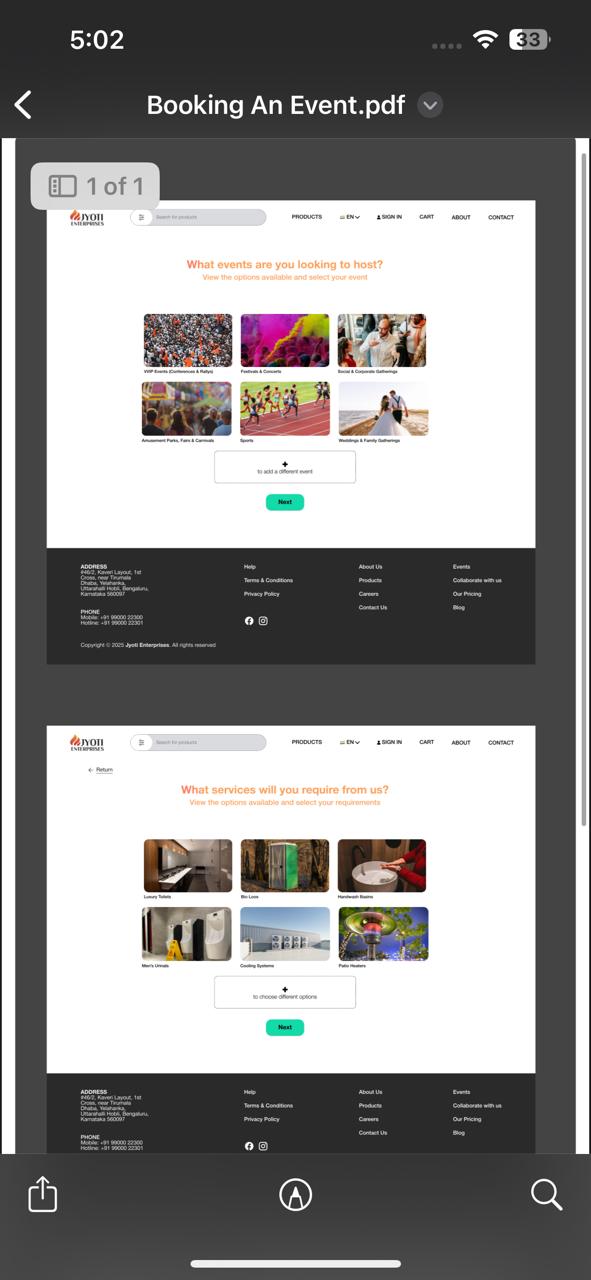 5:02
33
Booking An Event.pdf
1 of 1
JYOTI
ENTERPRISES
Search for products
PRODUCTS
EN
SIGN IN
CART
ABOUT
CONTACT
What events are you looking to host?
View the options available and select your event
VVIP Events (Conferences & Rallys)
Festivals & Concerts
Social & Corporate Gatherings
Amusement Parks, Fairs & Carnivals
Sports
Weddings & Family Gatherings
+
to add a different event
Next
ADDRESS
#46/2, Kaveri Layout, 1st
Cross, near Tirumala
Dhaba, Yelahanka,
Uttarahalli Hobli, Bengaluru,
Karnataka 560097
PHONE
Mobile: +91 99000 22300
Hotline: +91 99000 22301
Help
Terms & Conditions
Privacy Policy
About Us
Products
Careers
Contact Us
Events
Collaborate with us
Our Pricing
Blog
Copyright © 2025 Jyoti Enterprises. All rights reserved
JYOTI
ENTERPRISES
Search for products
PRODUCTS
EN
SIGN IN
CART
ABOUT
CONTACT
← Return
What services will you require from us?
View the options available and select your requirements
Luxury Toilets
Bio Loos
Handwash Basins
Men's Urinals
Cooling Systems
Patio Heaters
+
to choose different options
Next
ADDRESS
#46/2, Kaveri Layout, 1st
Cross, near Tirumala
Dhaba, Yelahanka,
Uttarahalli Hobli, Bengaluru,
Karnataka 560097
PHONE
Mobile: +91 99000 22300
Hotline: +91 99000 22301
Help
Terms & Conditions
Privacy Policy
About Us
Products
Careers
Contact Us
Events
Collaborate with us
Our Pricing
Blog